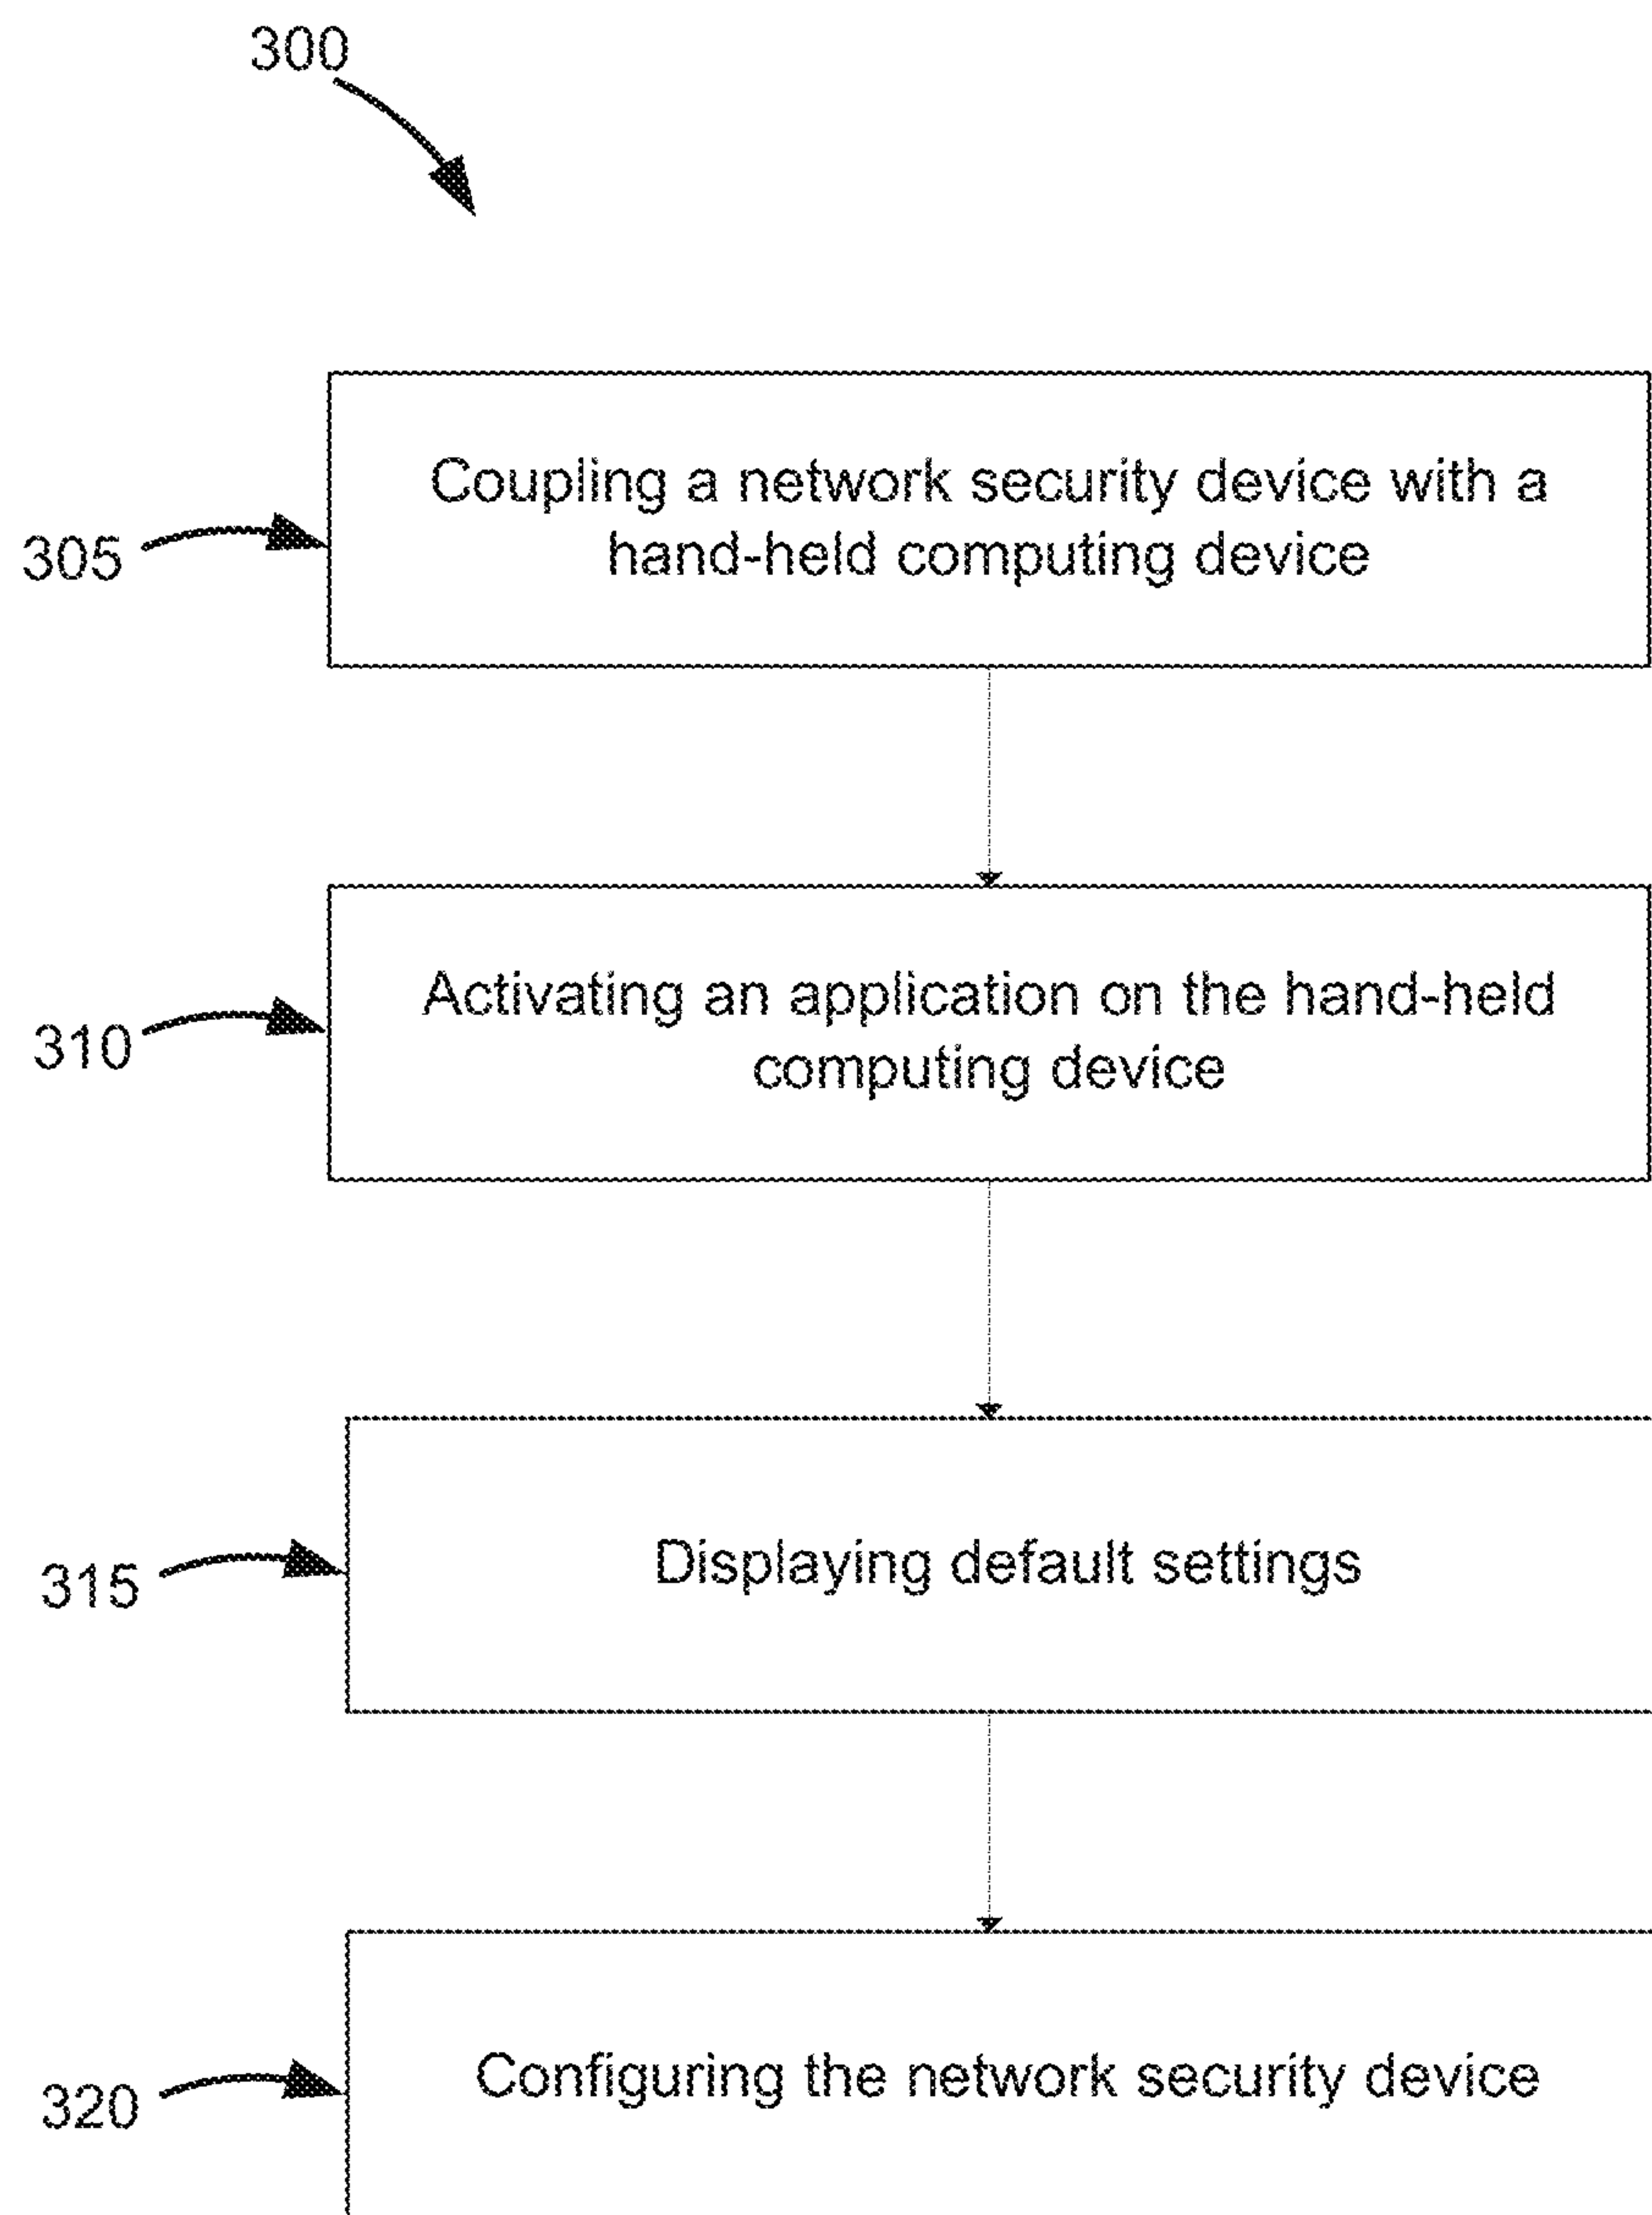 300
305
Coupling a network security device with a
hand-held computing device
310
Activating an application on the hand-held
computing device
315
Displaying default settings
320
Configuring the network security device